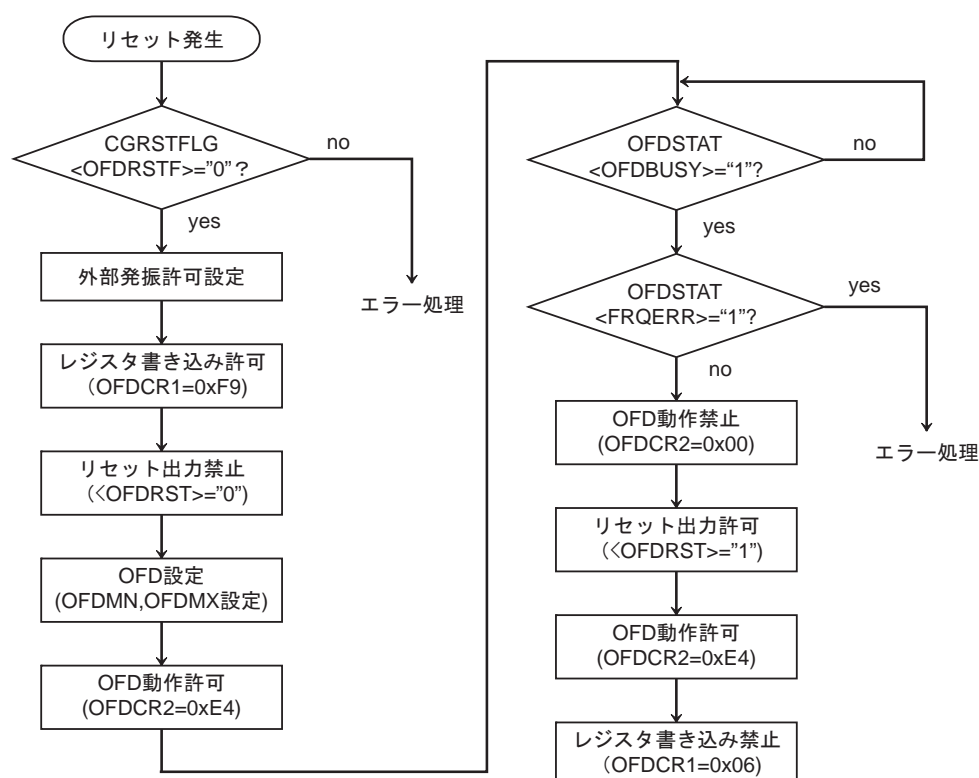 リセット発生
CGRSTFLG
<OFDRSTF>=”0”？
no
yes
外部発振許可設定
エラー処理
レジスタ書き込み許可
（OFDCR1=0xF9)
リセット出力禁止
（<OFDRST>=”0”)
OFD設定
(OFDMN,OFDMX設定)
OFD動作許可
(OFDCR2=0xE4)
OFDSTAT
<OFDBUSY>=“1”?
no
yes
OFDSTAT
<FRQERR>=“1”?
yes
no
エラー処理
OFD動作禁止
(OFDCR2=0x00)
リセット出力許可
（<OFDRST>=”1”)
OFD動作許可
(OFDCR2=0xE4)
レジスタ書き込み禁止
（OFDCR1=0x06)